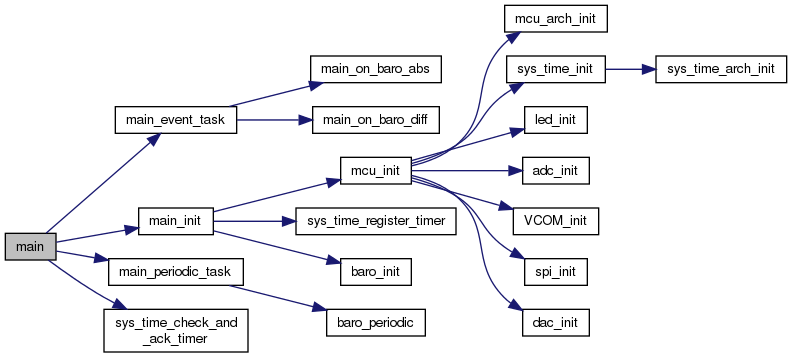 main
main_event_task
main_on_baro_abs
main_on_baro_diff
main_init
mcu_init
mcu_arch_init
sys_time_init
sys_time_arch_init
led_init
adc_init
VCOM_init
spi_init
dac_init
sys_time_register_timer
baro_init
main_periodic_task
baro_periodic
sys_time_check_and
_ack_timer